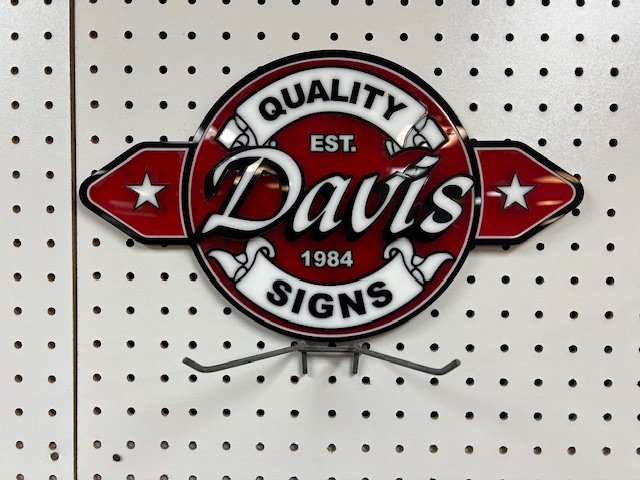 QUALITY
EST.
Davis
1984
SIGNS